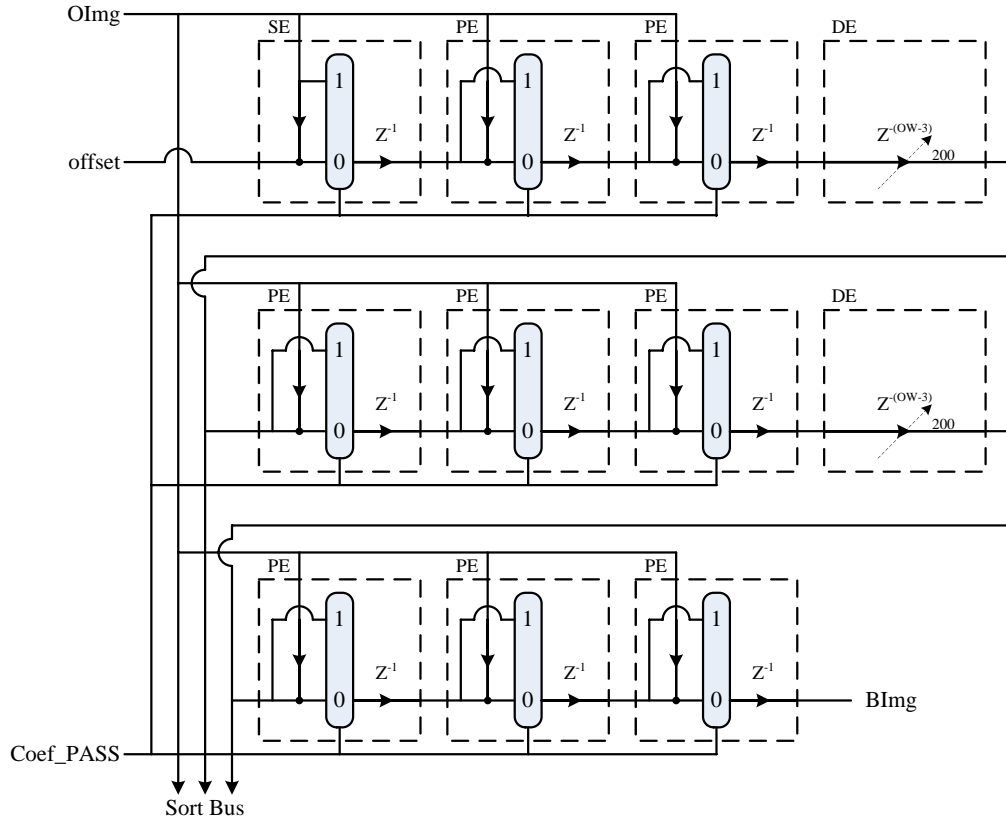 OImg
SE
PE
PE
DE
1
1
1
Z-1
Z-1
Z-1
Z-(OW-3)
200
offset
0
0
0
PE
PE
PE
DE
1
1
1
Z-1
Z-1
Z-1
Z-(OW-3)
200
0
0
0
PE
PE
PE
1
1
1
Z-1
Z-1
Z-1
0
0
0
BImg
Coef_PASS
Sort Bus